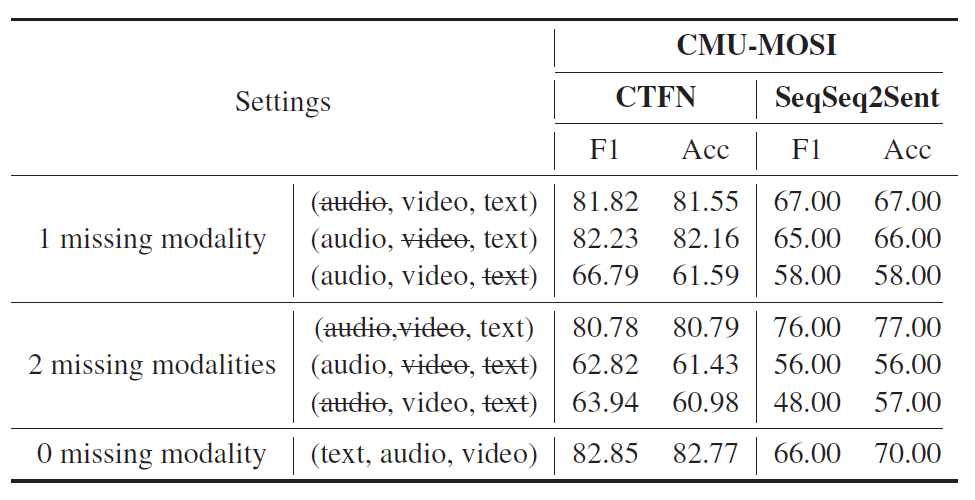 CMU-MOSI
Settings CTFN SeqSeq2Sent
F1 Acc F1 Acc
(audio, video, text) 81.82 81.55 67.00 67.00
1 missing modality (audio, video, text) 82.23 82.16 65.00 66.00
(audio, video, text) 66.79 61.59 58.00 58.00
(audio,video, text) 80.78 80.79 76.00 77.00
2 missing modalities (audio, video, text) 62.82 61.43 56.00 56.00
(audio, video, text) 63.94 60.98 48.00 57.00
0 missing modality (text, audio, video) 82.85 82.77 66.00 70.00